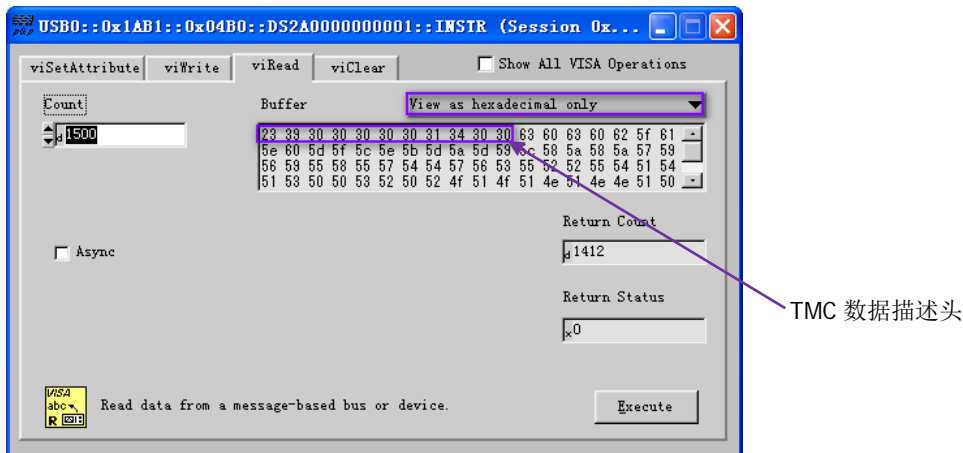 USB0::0x1AB1::0x04B0::DS2A0000000001::INSTR (Session 0x...
viSetAttribute viWrite viRead viClear Show All VISA Operations
Count Buffer View as hexadecimal only
d 1500
23 39 30 30 30 30 30 31 34 30 30 63 60 63 60 62 5f 61
5e 60 5d 5f 5c 5e 5b 5d 5a 5d 59 5c 58 5a 58 5a 57 59
56 59 55 58 55 57 54 54 57 56 53 55 52 52 55 54 51 54
51 53 50 50 53 52 50 52 4f 51 4f 51 4e 51 4e 4e 51 50
Return Count
Async
d 1412
Return Status
TMC 数据描述头
x 0
VISA
abc
R
Read data from a message-based bus or device.
Execute